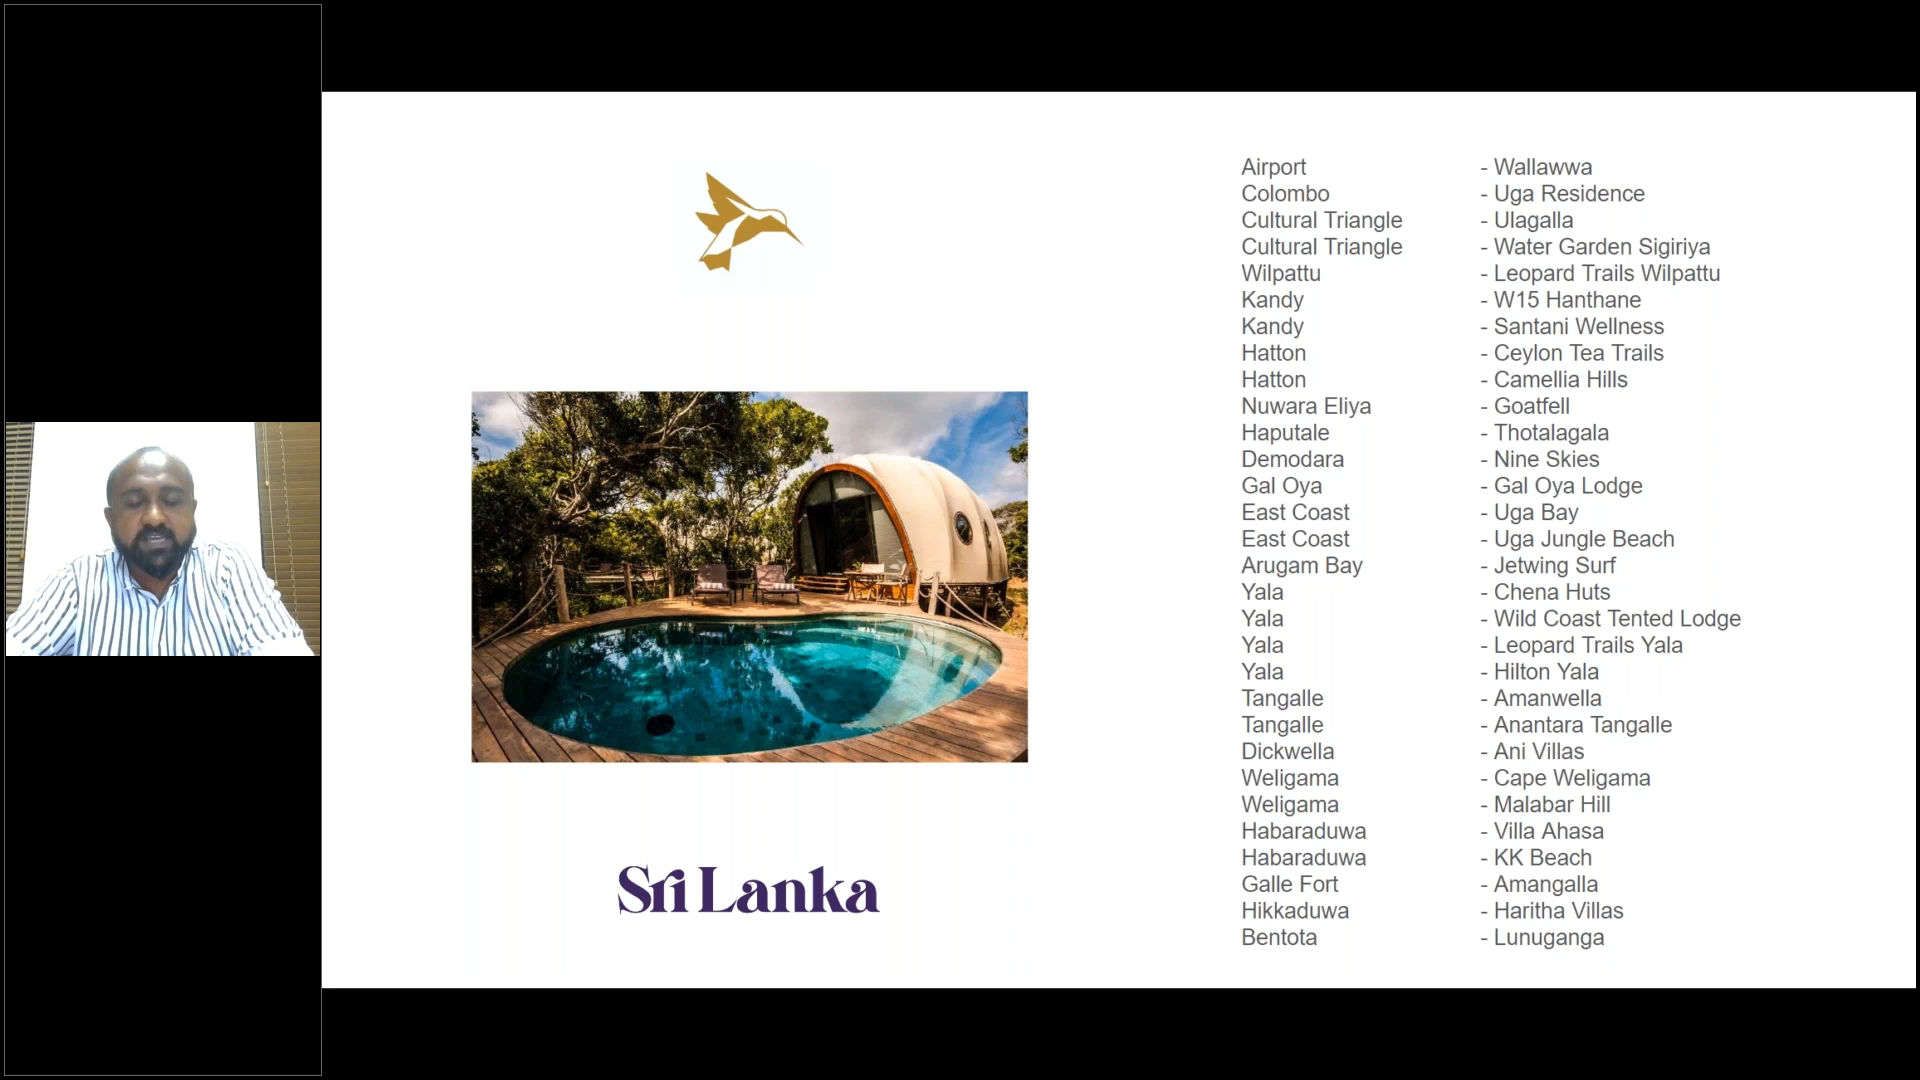 Airport - Wallawwa
Colombo - Uga Residence
Cultural Triangle - Ulagalla
Cultural Triangle - Water Garden Sigiriya
Wilpattu - Leopard Trails Wilpattu
Kandy - W15 Hanthane
Kandy - Santani Wellness
Hatton - Ceylon Tea Trails
Hatton - Camellia Hills
Nuwara Eliya - Goatfell
Haputale - Thotalagala
Demodara - Nine Skies
Gal Oya - Gal Oya Lodge
East Coast - Uga Bay
East Coast - Uga Jungle Beach
Arugam Bay - Jetwing Surf
Yala - Chena Huts
Yala - Wild Coast Tented Lodge
Yala - Leopard Trails Yala
Yala - Hilton Yala
Tangalle - Amanwella
Tangalle - Anantara Tangalle
Dickwella - Ani Villas
Weligama - Cape Weligama
Weligama - Malabar Hill
Habaraduwa - Villa Ahasa
Habaraduwa - KK Beach
Galle Fort - Amangalla
Hikkaduwa - Haritha Villas
Bentota - Lunuganga
Sri Lanka